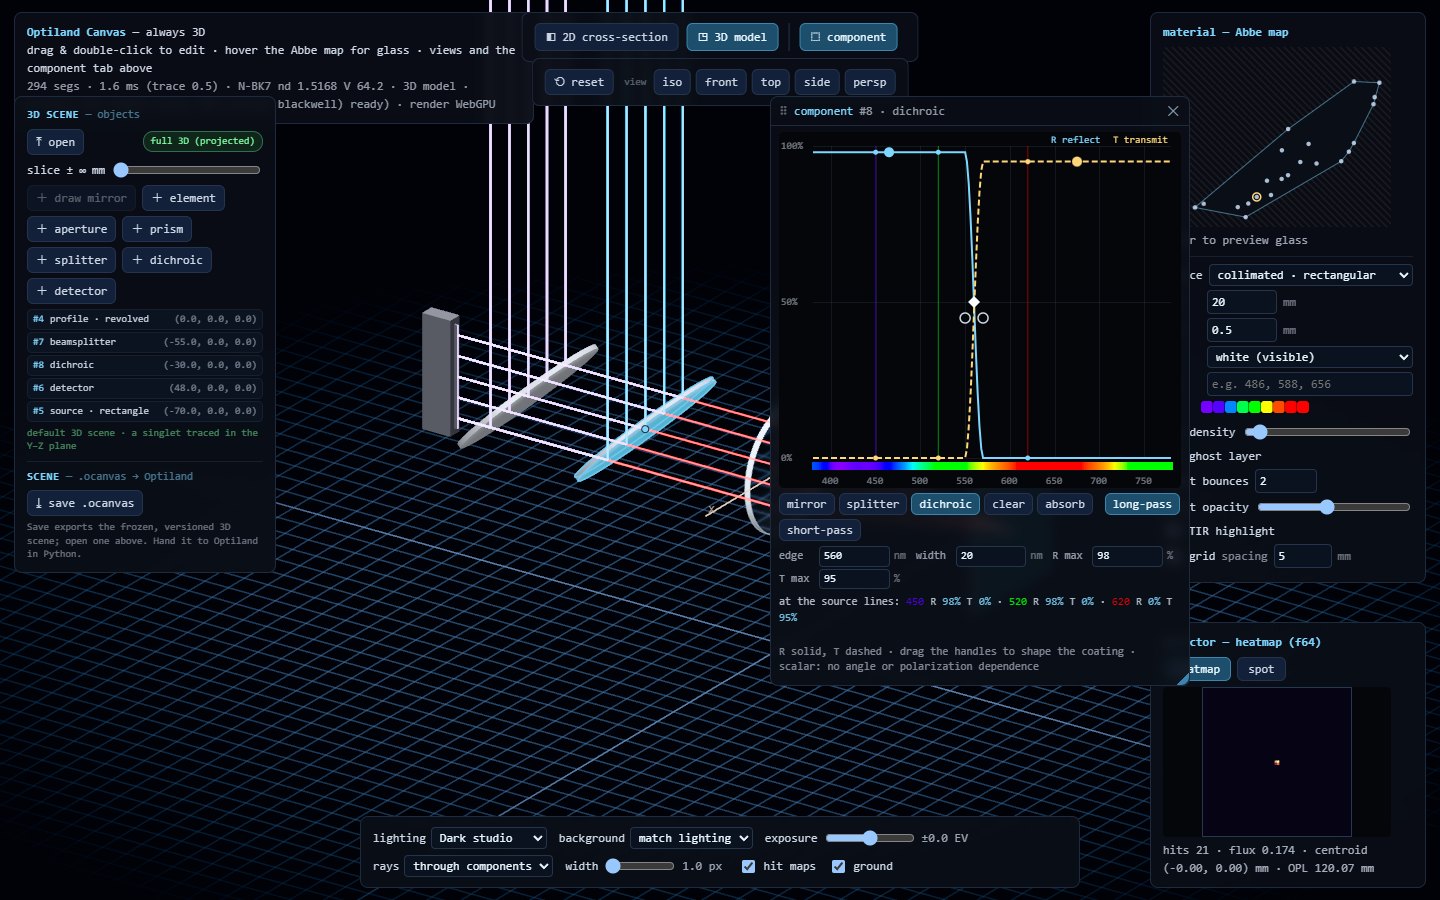 Optiland Canvas — always 3D
drag & double-click to edit · hover the Abbe map for glass · views and the
component tab above
294 segs · 1.6 ms (trace 0.5) · N-BK7 nd 1.5168 V 64.2 · 3D model ·
blackwell) ready) · render WebGPU
2D cross-section
3D model
component
reset
view
iso
front
top
side
persp
3D SCENE — objects
open
full 3D (projected)
slice ± ∞ mm
+ draw mirror
+ element
+ aperture
+ prism
+ splitter
+ dichroic
+ detector
#4 profile · revolved (0.0, 0.0, 0.0)
#7 beamsplitter (-55.0, 0.0, 0.0)
#8 dichroic (-30.0, 0.0, 0.0)
#6 detector (48.0, 0.0, 0.0)
#5 source · rectangle (-70.0, 0.0, 0.0)
default 3D scene · a singlet traced in the
Y–Z plane
SCENE — .ocanvas → Optiland
save .ocanvas
Save exports the frozen, versioned 3D
scene; open one above. Hand it to Optiland
in Python.
X
component #8 · dichroic
R reflect T transmit
100%
50%
0%
400 450 500 550 600 650 700 750
mirror
splitter
dichroic
clear
absorb
long-pass
short-pass
edge 560 nm width 20 nm R max 98 %
T max 95 %
at the source lines: 450 R 98% T 0% · 520 R 98% T 0% · 620 R 0% T
95%
R solid, T dashed · drag the handles to shape the coating ·
scalar: no angle or polarization dependence
material — Abbe map
r to preview glass
ce collimated · rectangular
20 mm
0.5 mm
white (visible)
e.g. 486, 588, 656
density
ghost layer
t bounces 2
t opacity
TIR highlight
grid spacing 5 mm
ctor — heatmap (f64)
atmap
spot
hits 21 · flux 0.174 · centroid
(-0.00, 0.00) mm · OPL 120.07 mm
lighting Dark studio background match lighting exposure ±0.0 EV
rays through components width 1.0 px hit maps ground